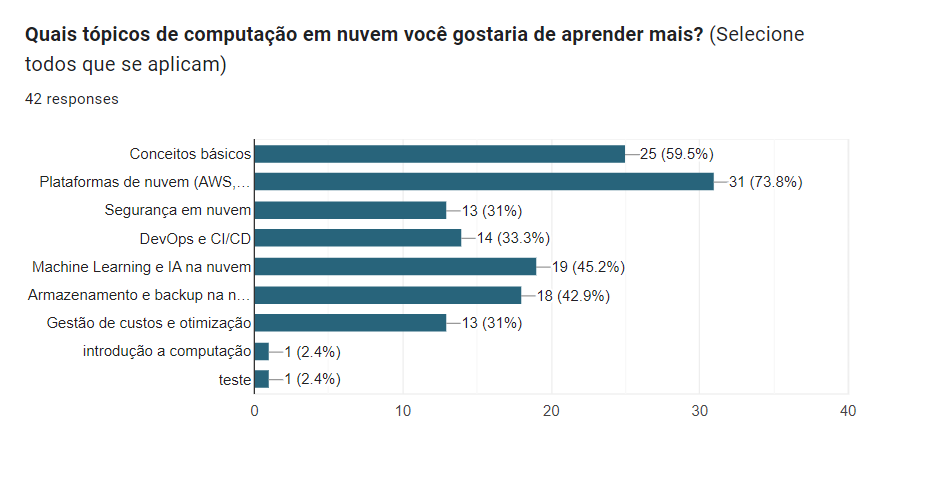 Quais tópicos de computação em nuvem você gostaria de aprender mais? (Selecione
todos que se aplicam)
42 responses
Conceitos básicos 25 (59.5%)
Plataformas de nuvem (AWS,... 31 (73.8%)
Segurança em nuvem 13 (31%)
DevOps e CI/CD 14 (33.3%)
Machine Learning e IA na nuvem 19 (45.2%)
Armazenamento e backup na n... 18 (42.9%)
Gestão de custos e otimização 13 (31%)
introdução a computação 1 (2.4%)
teste 1 (2.4%)
0 10 20 30 40